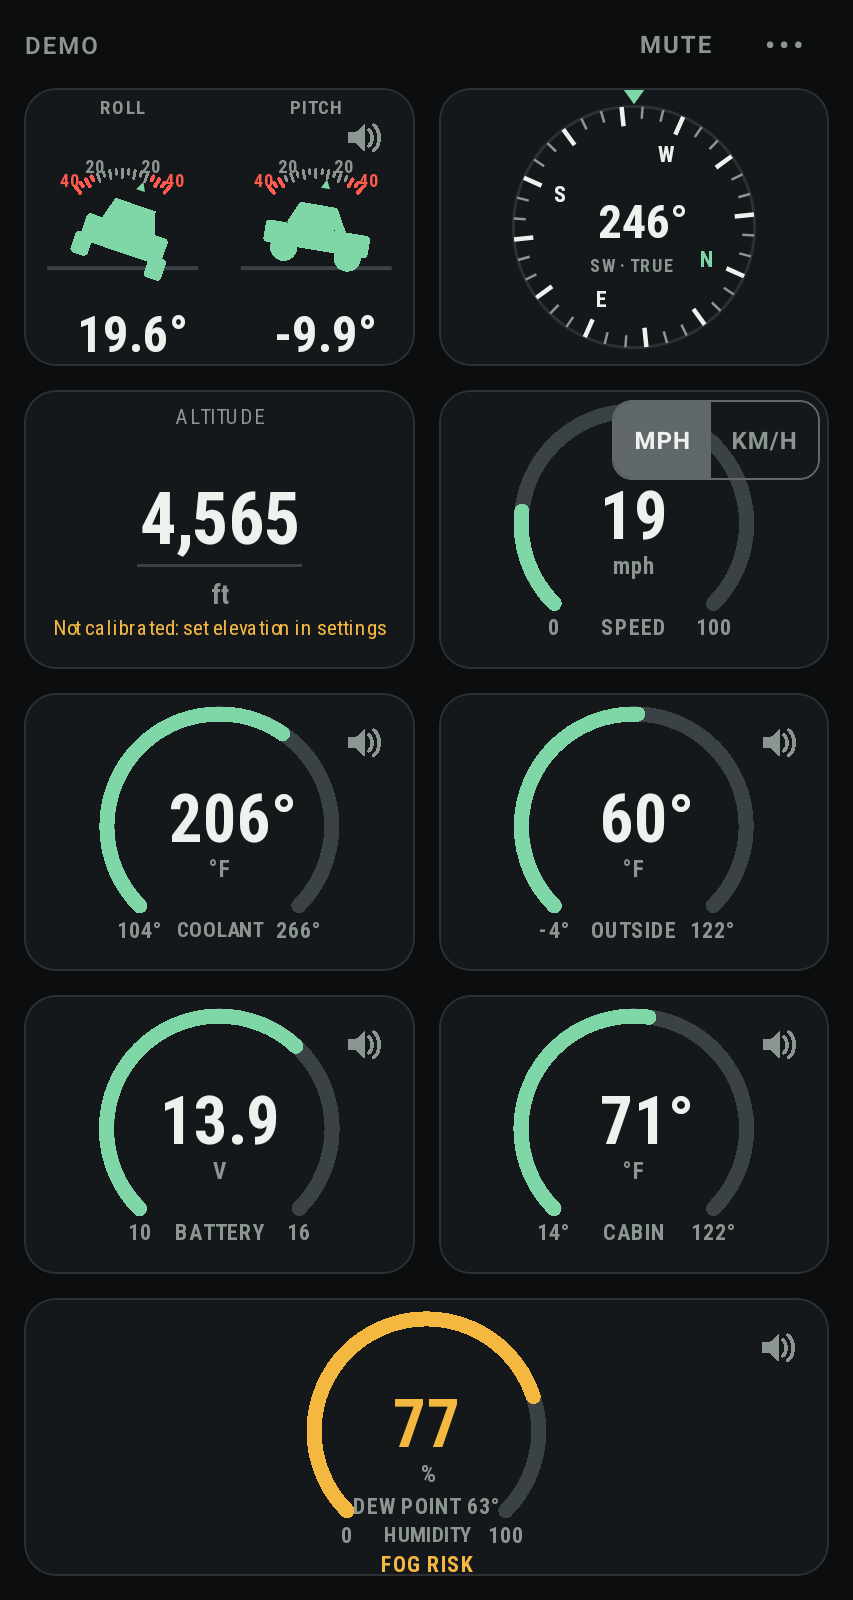 DEMO MUTE
ROLL PITCH
40 20 20 40 40 20 20 40
19.6° -9.9°
W
S
246°
SW · TRUE N
E
ALTITUDE
4,565
ft
Not calibrated: set elevation in settings
MPH KM/H
19
mph
0 SPEED 100
206°
°F
104° COOLANT 266°
60°
°F
-4° OUTSIDE 122°
13.9
V
10 BATTERY 16
71°
°F
14° CABIN 122°
77
%
DEW POINT 63°
0 HUMIDITY 100
FOG RISK